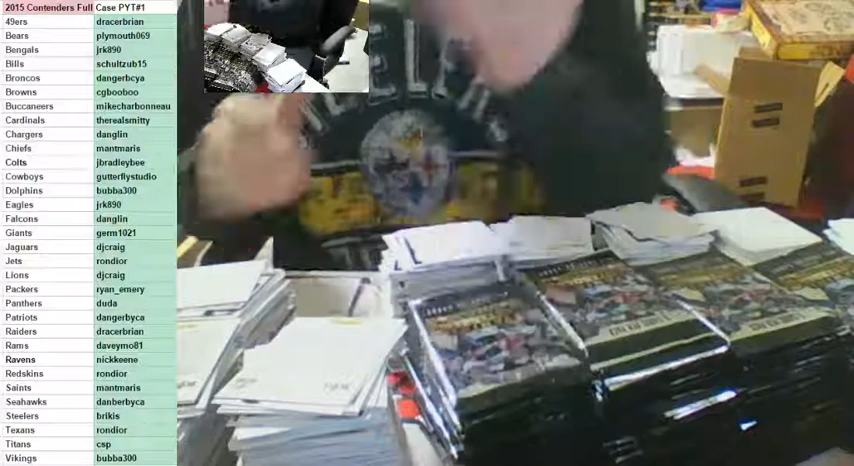 2015 Contenders Full Case PYT#1
49ers dracerbrian
Bears plymouth069
Bengals jrk890
Bills schultzub15
Broncos dangerbcya
Browns cgbooboo
Buccaneers mikecharbonneau
Cardinals therealsmitty
Chargers danglin
Chiefs mantmaris
Colts jbradleybee
Cowboys gutterflystudio
Dolphins bubba300
Eagles jrk890
Falcons danglin
Giants germ1021
Jaguars djcraig
Jets rondior
Lions djcraig
Packers ryan_emery
Panthers duda
Patriots dangerbyca
Raiders dracerbrian
Rams daveymo81
Ravens nickkeene
Redskins rondior
Saints mantmaris
Seahawks danberbyca
Steelers brikis
Texans rondior
Titans csp
Vikings bubba300